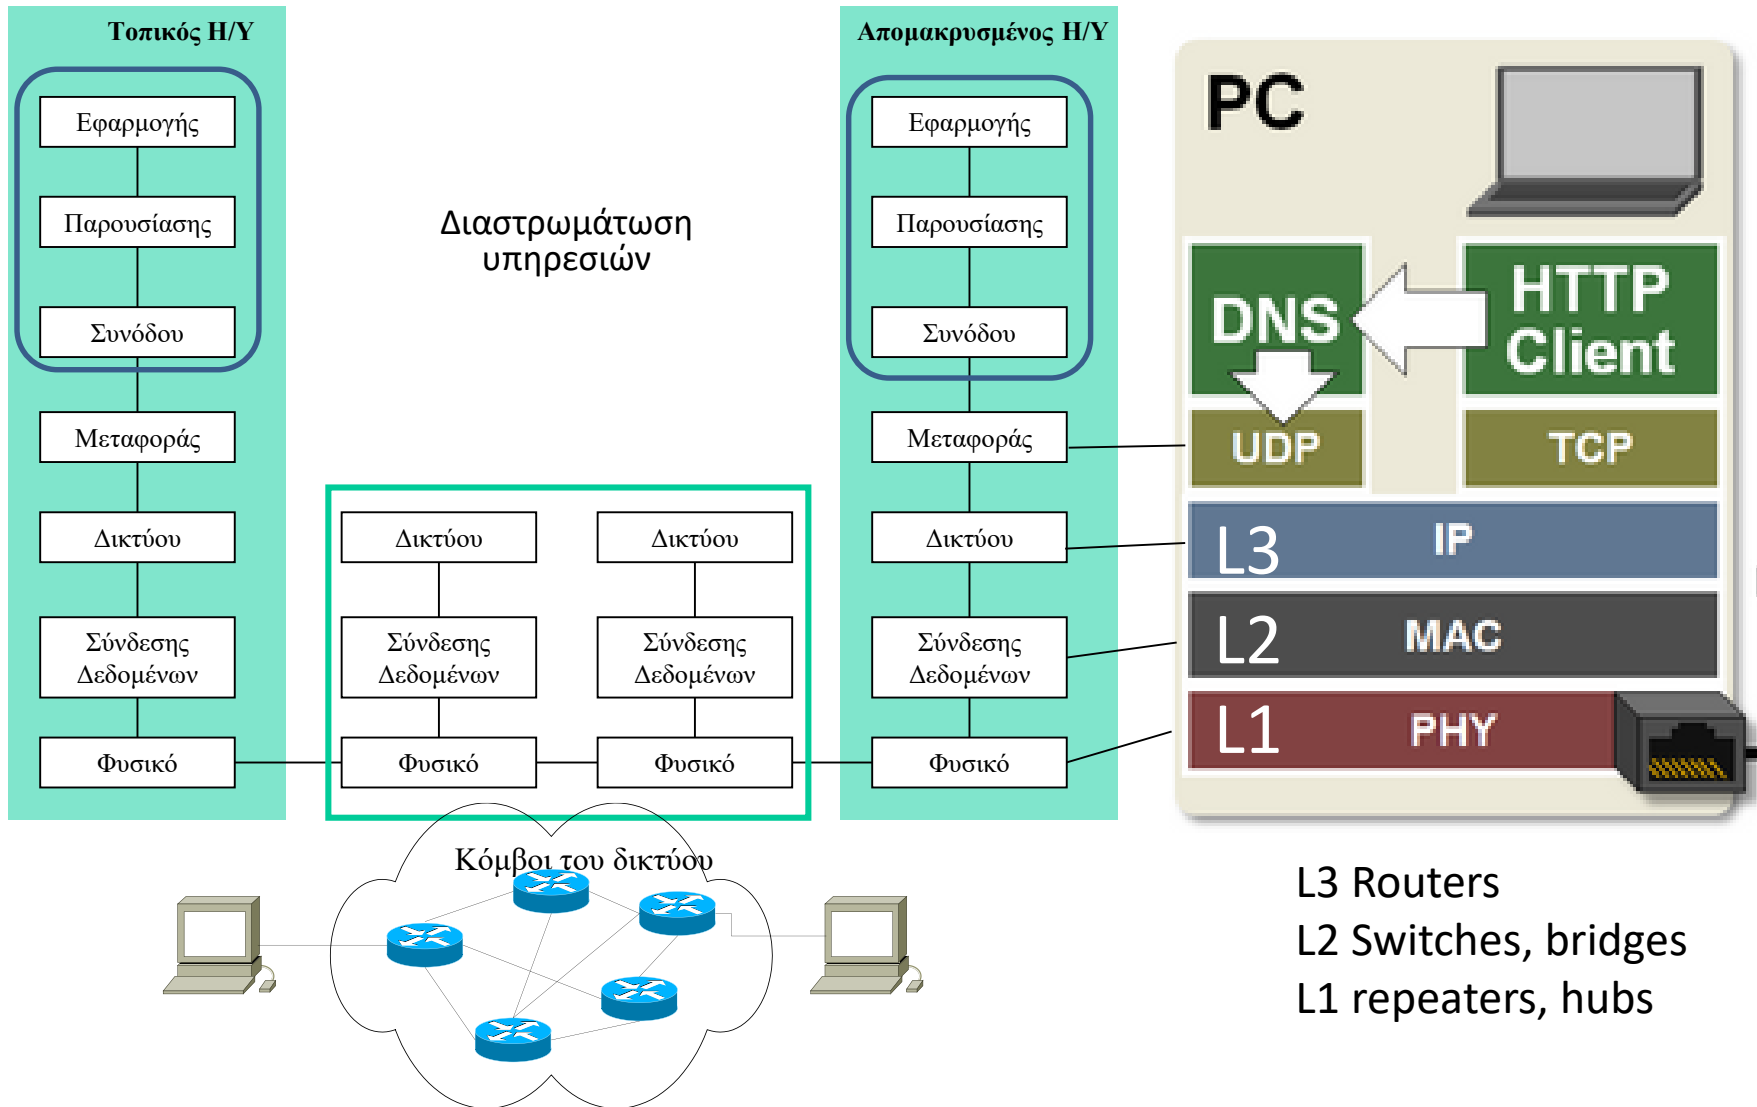 Τοπικός Η/Υ
Εφαρμογής
Παρουσίασης
Συνόδου
Μεταφοράς
Δικτύου
Σύνδεσης
Δεδομένων
Φυσικό
Διαστρωμάτωση
υπηρεσιών
Δικτύου
Σύνδεσης
Δεδομένων
Φυσικό
Δικτύου
Σύνδεσης
Δεδομένων
Φυσικό
Απομακρυσμένος Η/Υ
Εφαρμογής
Παρουσίασης
Συνόδου
Μεταφοράς
Δικτύου
Σύνδεσης
Δεδομένων
Φυσικό
Κόμβοι του δικτύου
PC
DNS
HTTP
Client
UDP
TCP
L3 IP
L2 MAC
L1 PHY
L3 Routers
L2 Switches, bridges
L1 repeaters, hubs